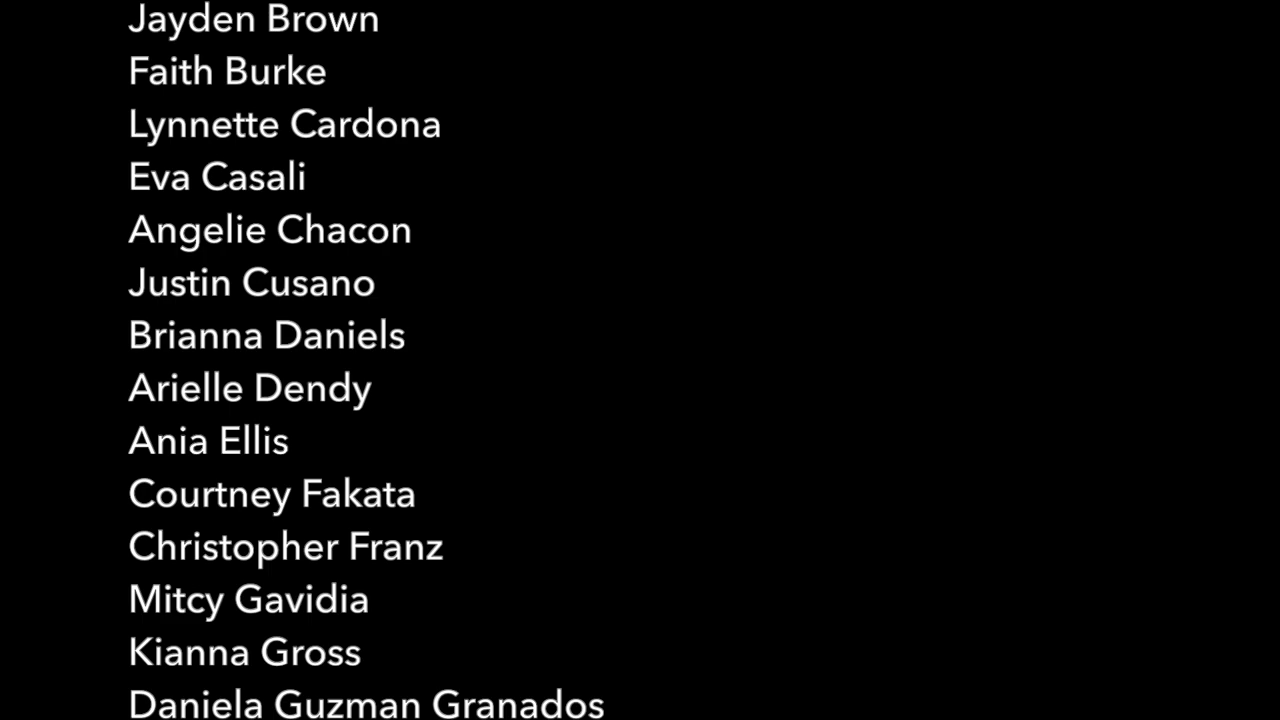 Jayden Brown
Faith Burke
Lynnette Cardona
Eva Casali
Angelie Chacon
Justin Cusano
Brianna Daniels
Arielle Dendy
Ania Ellis
Courtney Fakata
Christopher Franz
Mitcy Gavidia
Kianna Gross
Daniela Guzman Granados